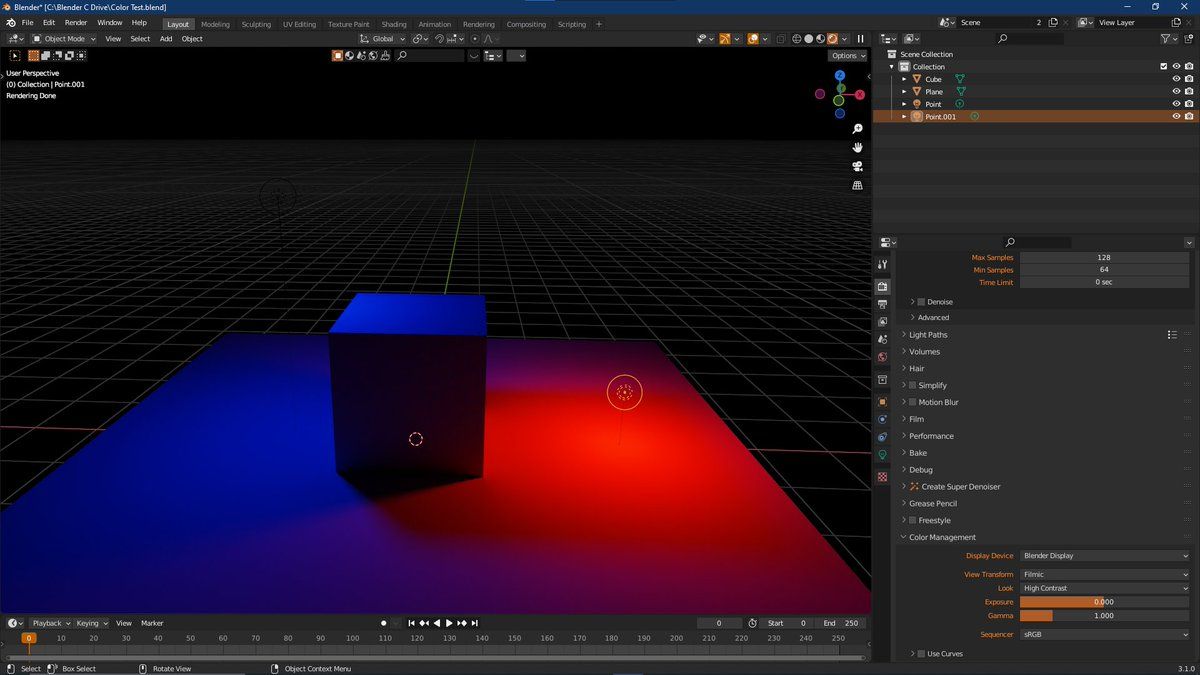 Blender* [C:\Blender C Drive\Color Test.blend]
File Edit Render Window Help Layout Modeling Sculpting UV Editing Texture Paint Shading Animation Rendering Compositing Scripting + Scene 2 View Layer
Object Mode View Select Add Object Global
Options
User Perspective
(0) Collection | Point.001
Rendering Done
Z
X
Scene Collection
Collection
Cube
Plane
Point
Point.001
Max Samples 128
Min Samples 64
Time Limit 0 sec
Denoise
Advanced
Light Paths
Volumes
Hair
Simplify
Motion Blur
Film
Performance
Bake
Debug
Create Super Denoiser
Grease Pencil
Freestyle
Color Management
Display Device Blender Display
View Transform Filmic
Look High Contrast
Exposure 0.000
Gamma 1.000
Sequencer sRGB
Use Curves
Playback Keying View Marker 0 Start 0 End 250
0 10 20 30 40 50 60 70 80 90 100 110 120 130 140 150 160 170 180 190 200 210 220 230 240 250
Select Box Select Rotate View Object Context Menu 3.1.0